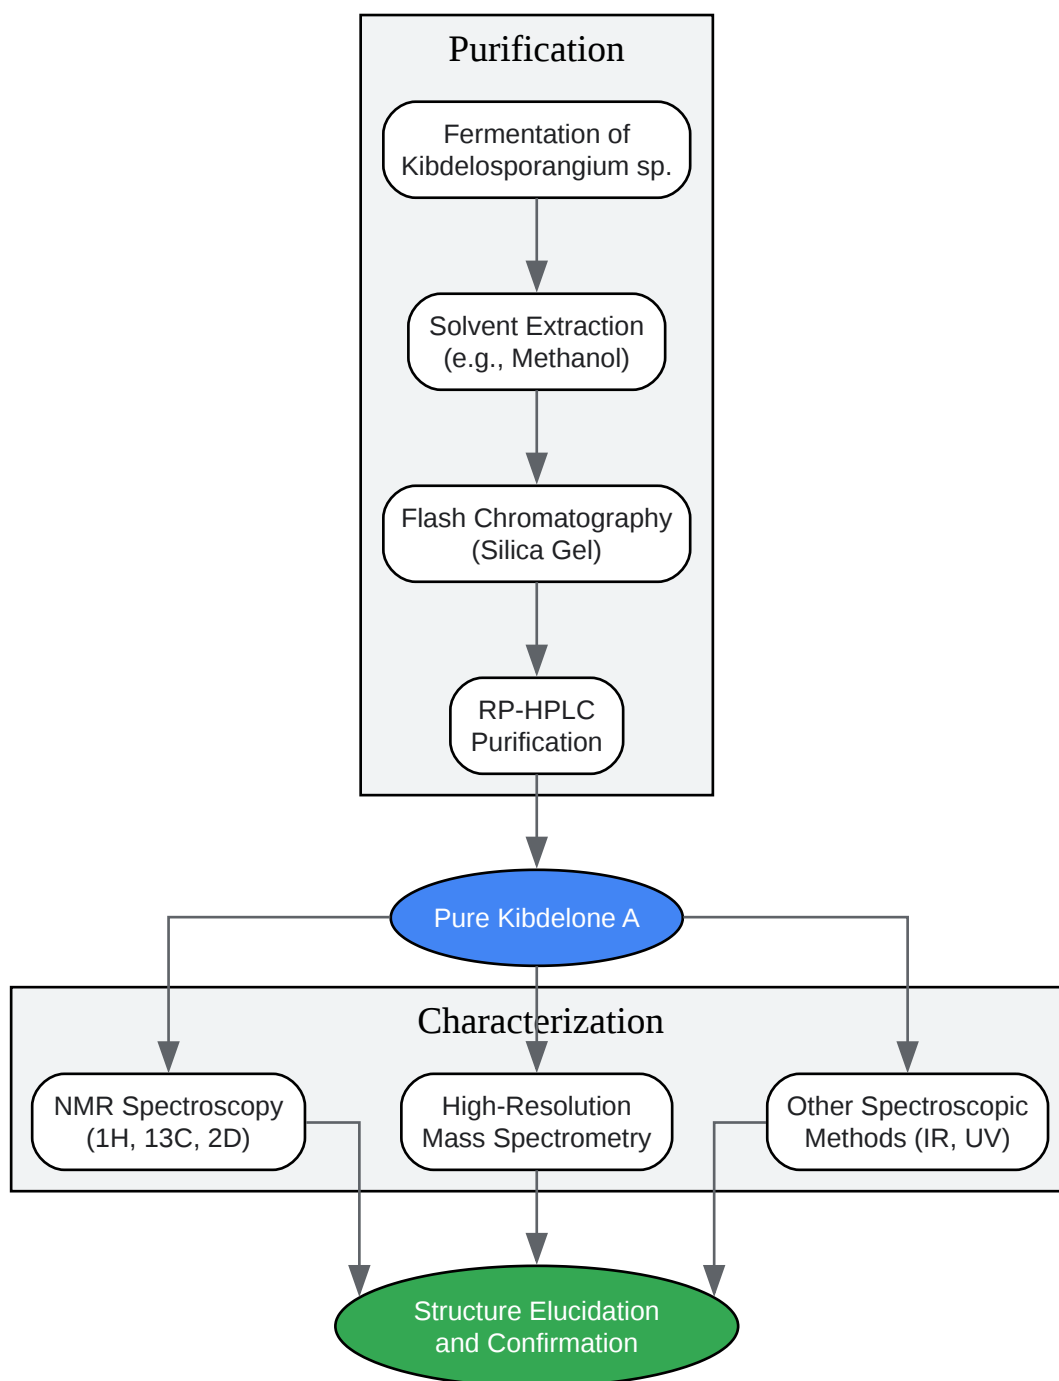 Purification
Fermentation of
Kibdelosporangium sp.
Solvent Extraction
(e.g., Methanol)
Flash Chromatography
(Silica Gel)
RP-HPLC
Purification
Pure Kibdelone A
Characterization
NMR Spectroscopy
(1H, 13C, 2D)
High-Resolution
Mass Spectrometry
Other Spectroscopic
Methods (IR, UV)
Structure Elucidation
and Confirmation